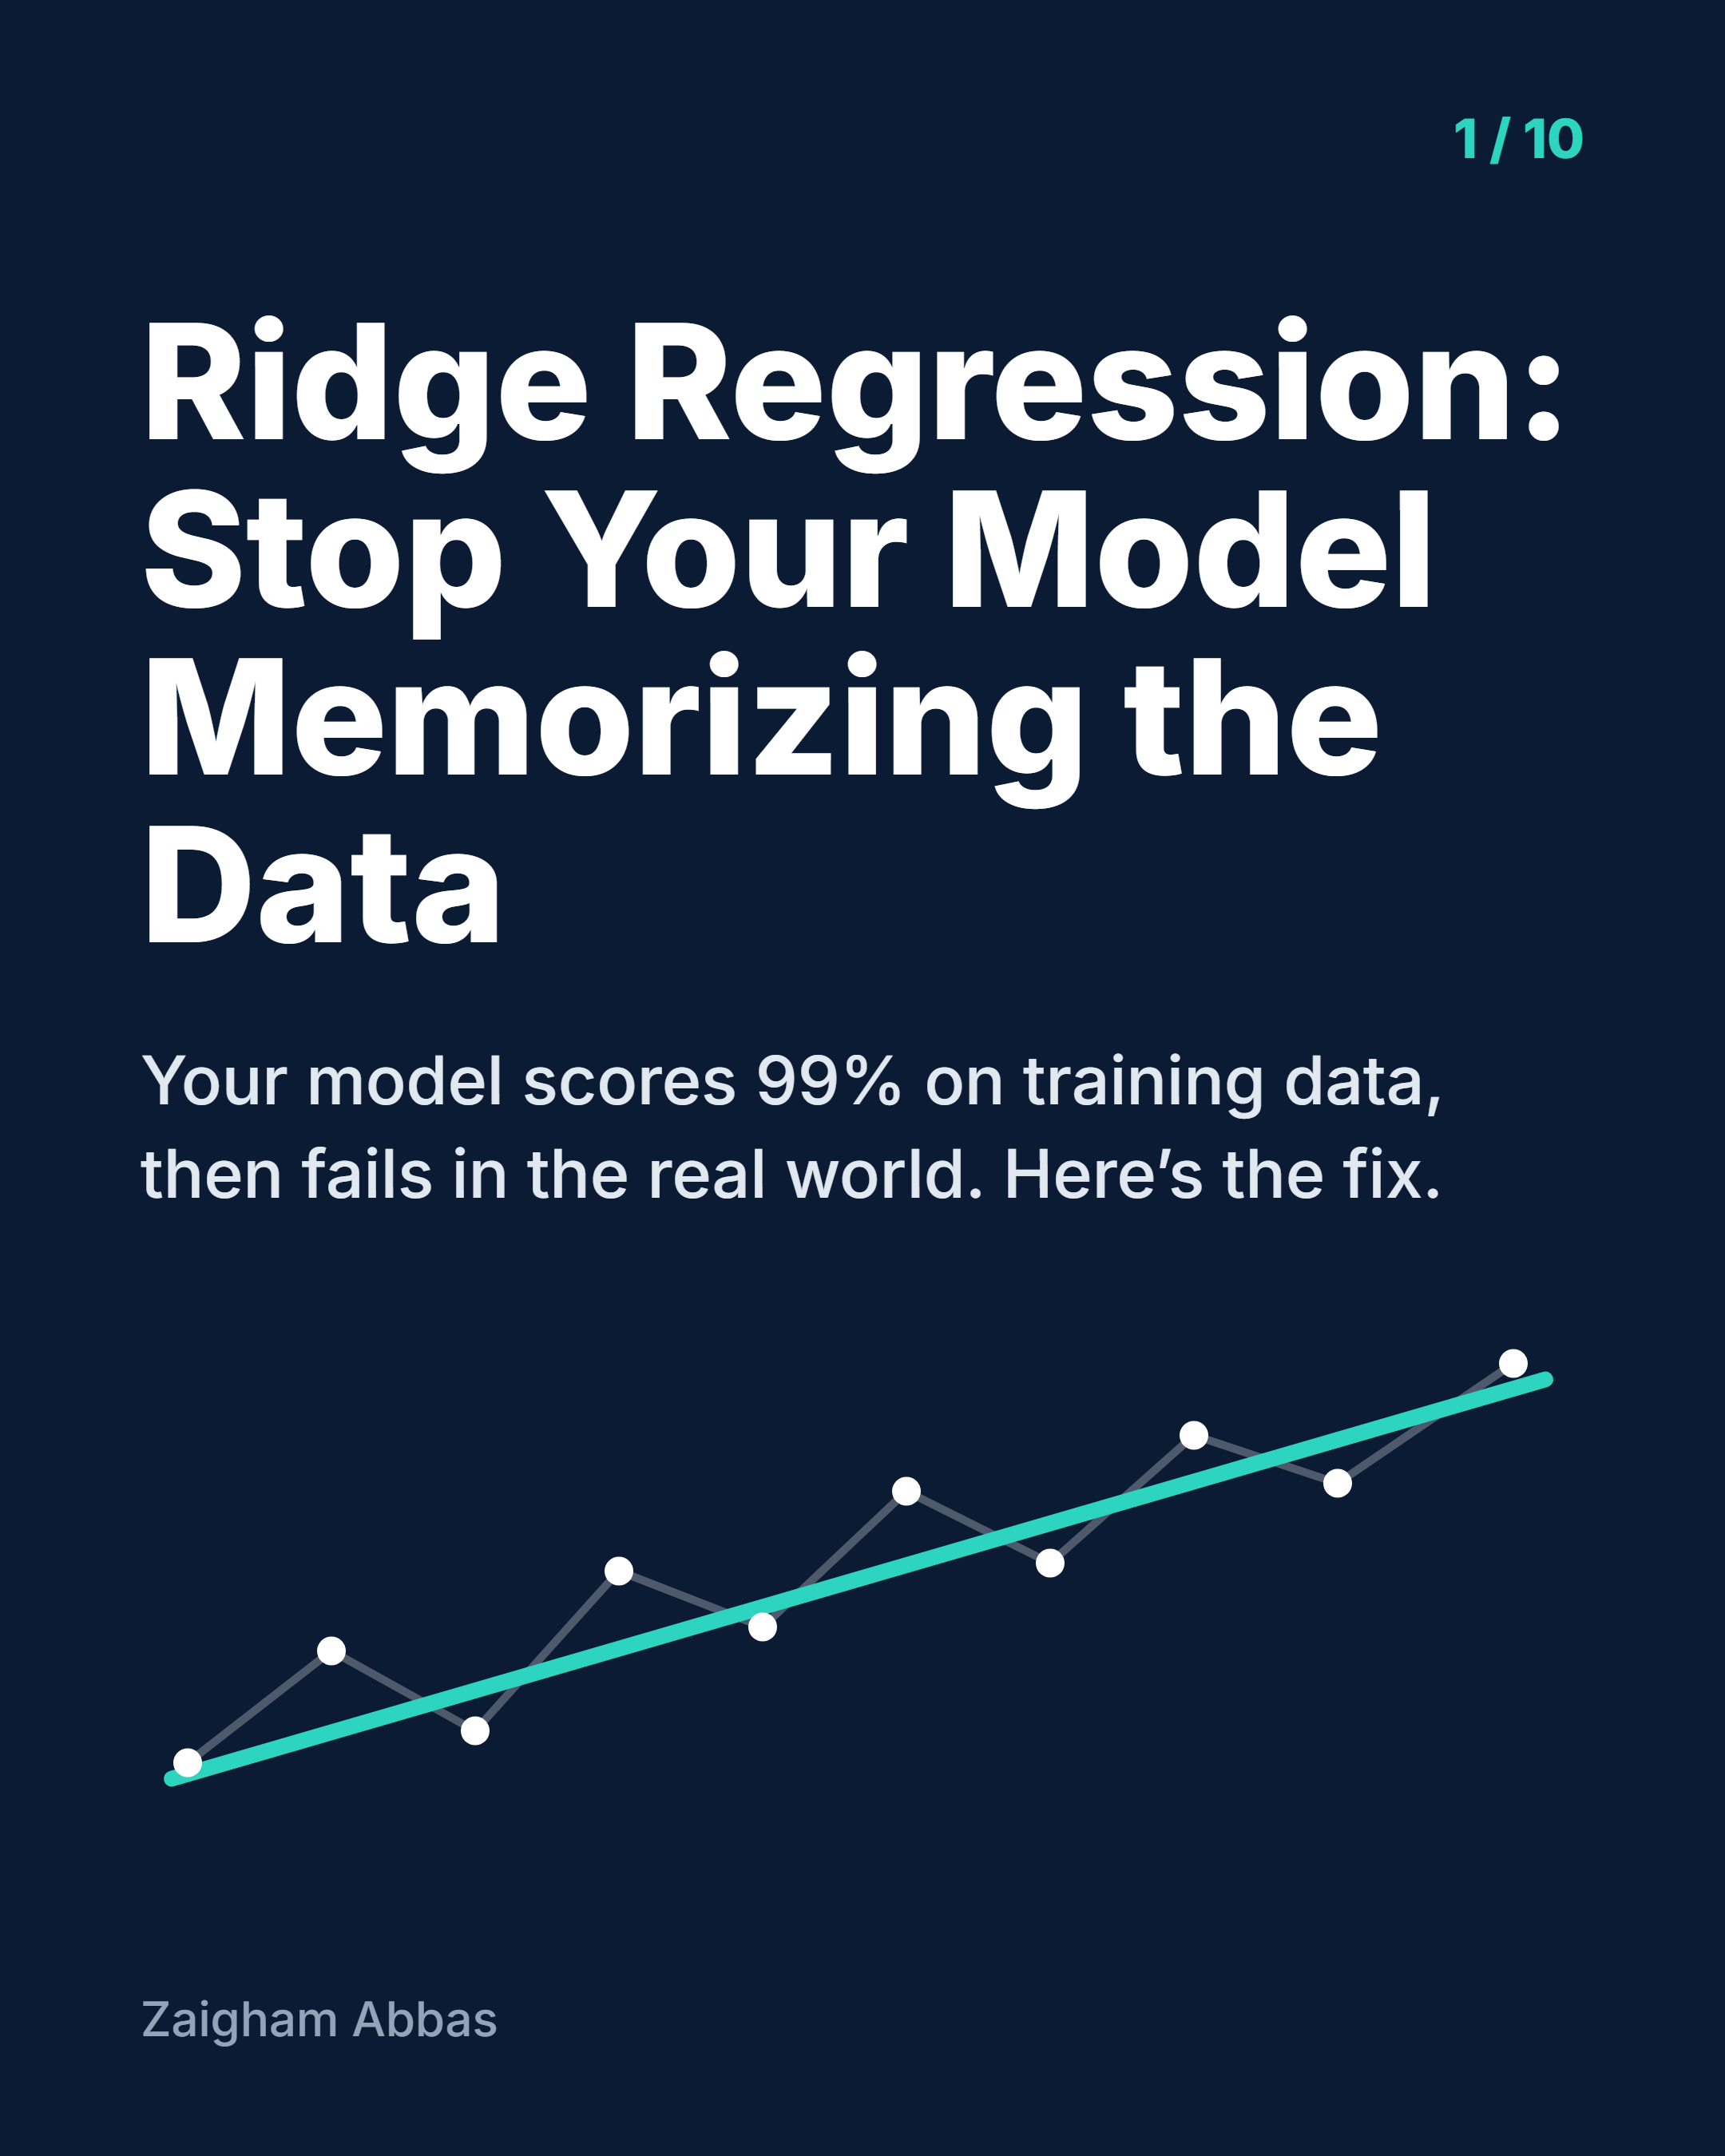 1 / 10
Ridge Regression:
Stop Your Model
Memorizing the
Data
Your model scores 99% on training data,
then fails in the real world. Here’s the fix.
Zaigham Abbas